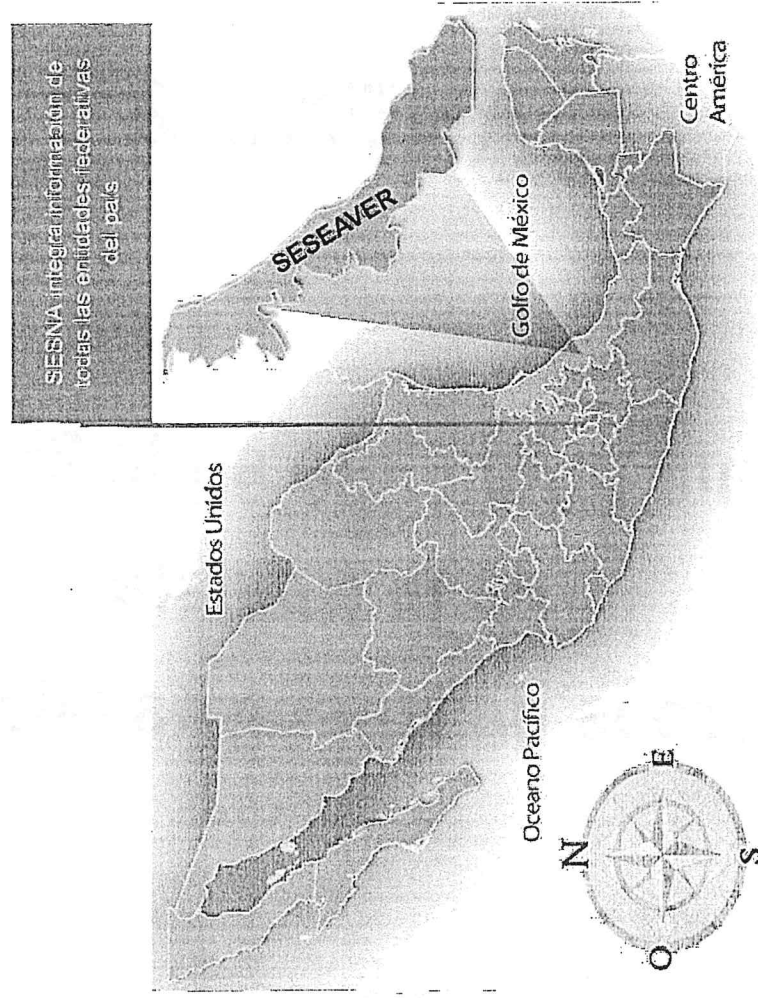 SESNA integra información de
todas las entidades federativas
del país
SESEAVER
Estados Unidos
Golfo de México
Centro
América
Oceano Pacífico
N
O
E
S